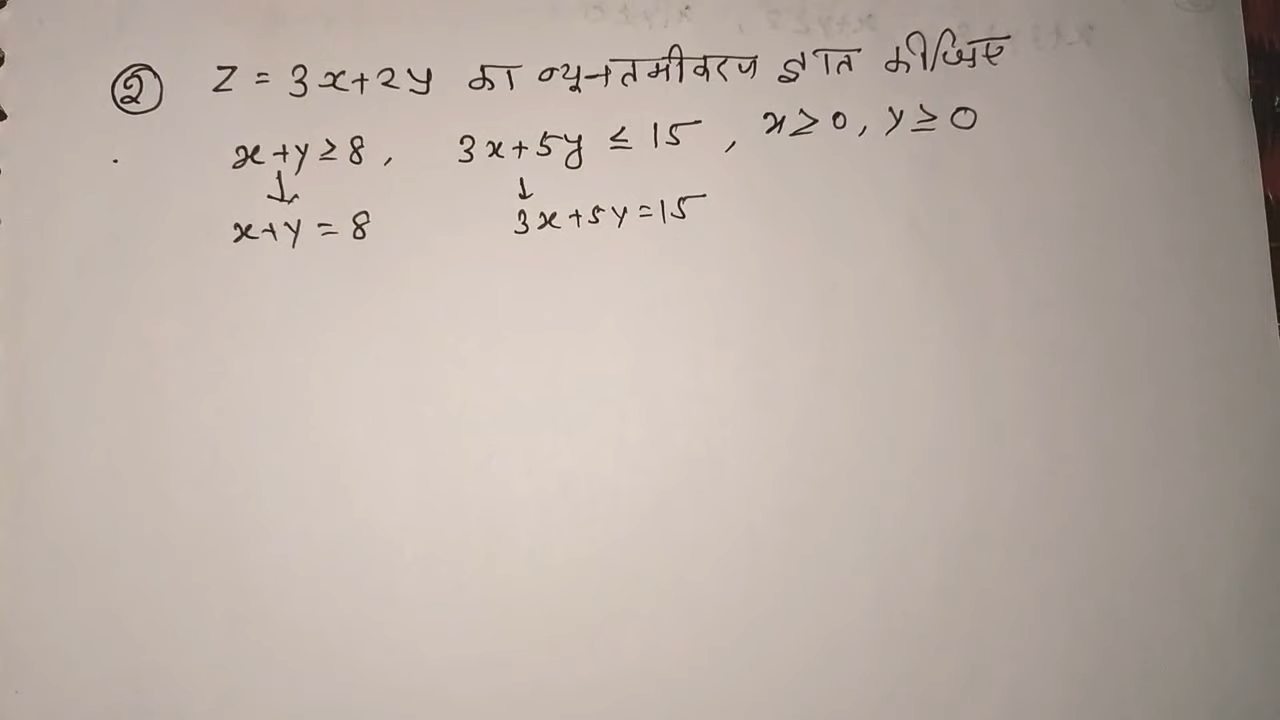 ② Z = 3x+2y का न्यूनतमीकरण ज्ञात कीजिए
x+y ≥ 8, 3x+5y ≤ 15, x ≥ 0, y ≥ 0
↓ ↓
x+y = 8 3x+5y=15